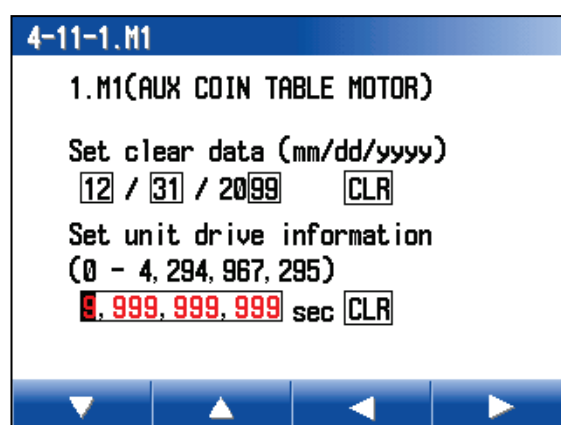 4-11-1.M1
1.M1(AUX COIN TABLE MOTOR)
Set clear data (mm/dd/yyyy)
12 / 31 / 2099 CLR
Set unit drive information
(0 - 4,294,967,295)
9,999,999,999 sec CLR